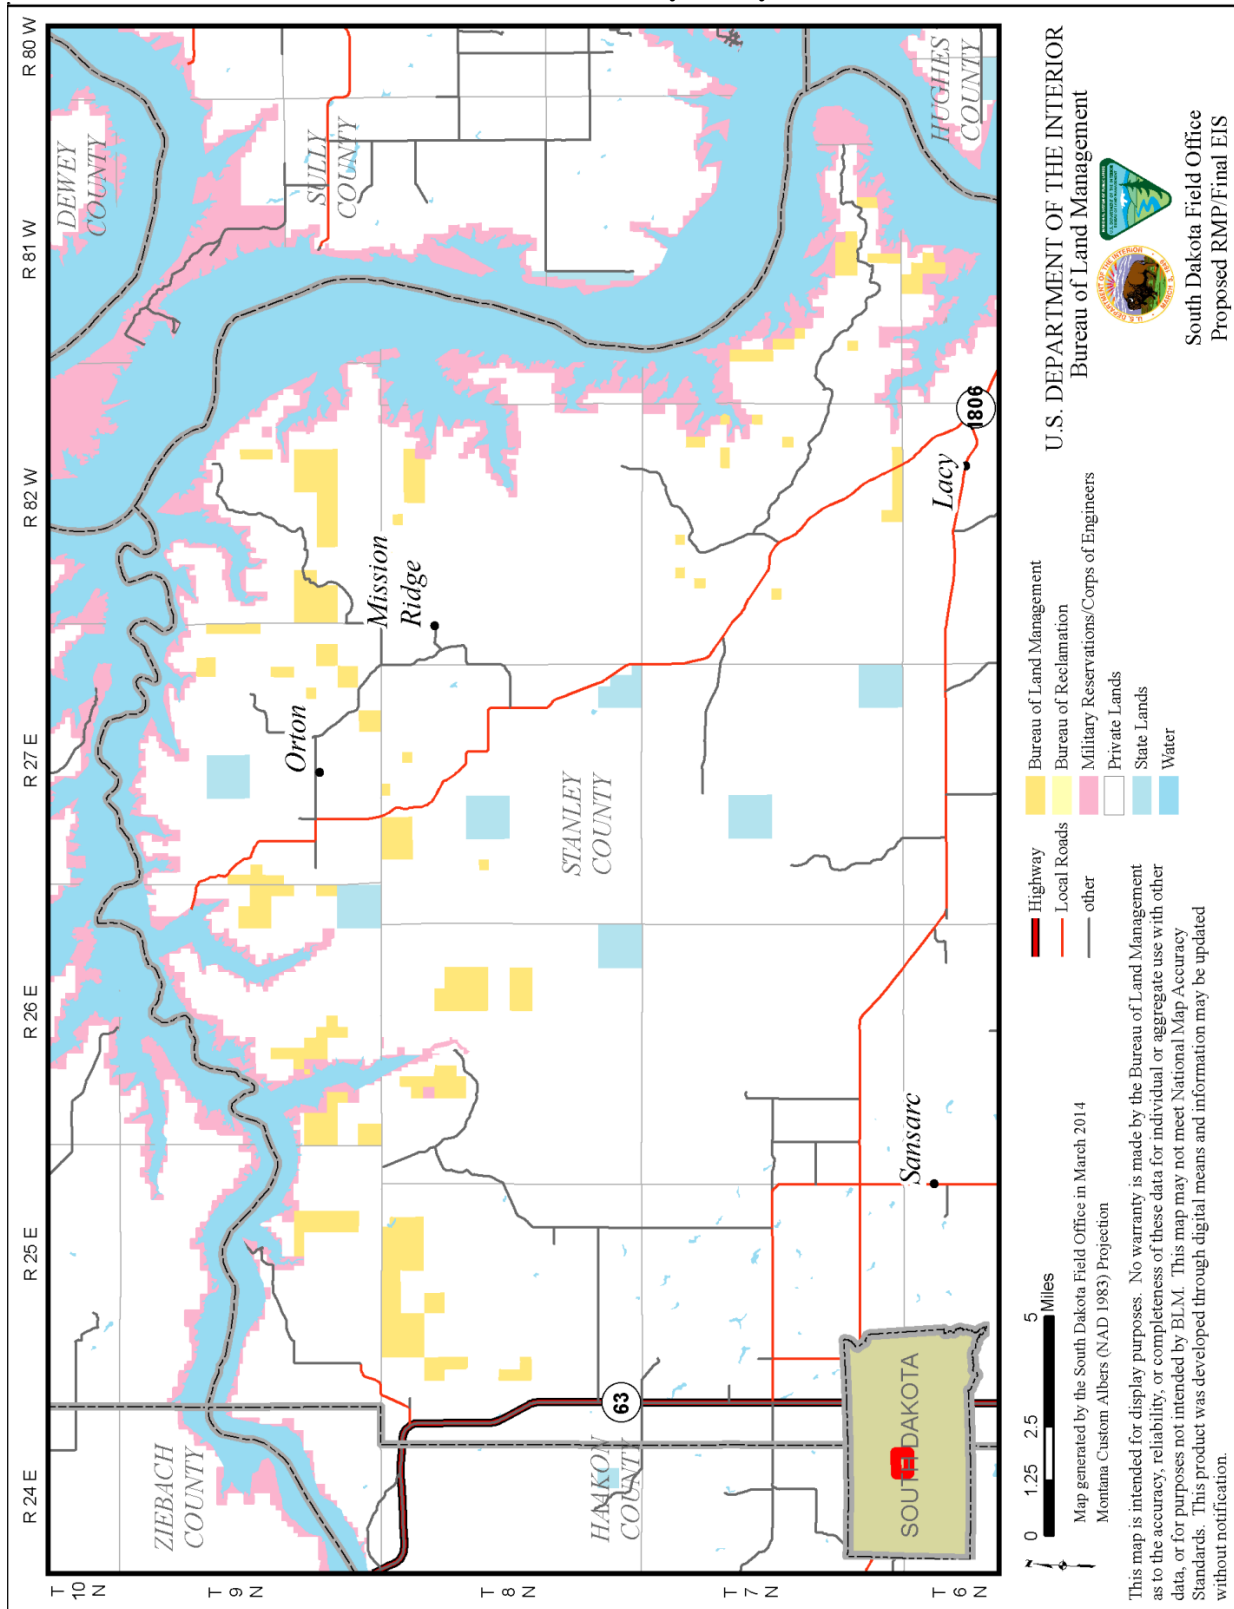 R 24 E
R 25 E
R 26 E
R 27 E
R 82 W
R 81 W
R 80 W
T
10
N
T
9
N
T
8
N
T
7
N
T
6
N
ZIEBACH
COUNTY
DEWEY
COUNTY
SULLY
COUNTY
HUGHES
COUNTY
STANLEY
COUNTY
HAAKON
COUNTY
Orton
Mission
Ridge
Lacy
Sansarc
63
1806
SOUTH DAKOTA
0 1.25 2.5 5
Miles
Map generated by the South Dakota Field Office in March 2014
Montana Custom Albers (NAD 1983) Projection
Highway
Local Roads
other
Bureau of Land Management
Bureau of Reclamation
Military Reservations/Corps of Engineers
Private Lands
State Lands
Water
This map is intended for display purposes. No warranty is made by the Bureau of Land Management
as to the accuracy, reliability, or completeness of these data for individual or aggregate use with other
data, or for purposes not intended by BLM. This map may not meet National Map Accuracy
Standards. This product was developed through digital means and information may be updated
without notification.
U.S. DEPARTMENT OF THE INTERIOR
Bureau of Land Management
South Dakota Field Office
Proposed RMP/Final EIS